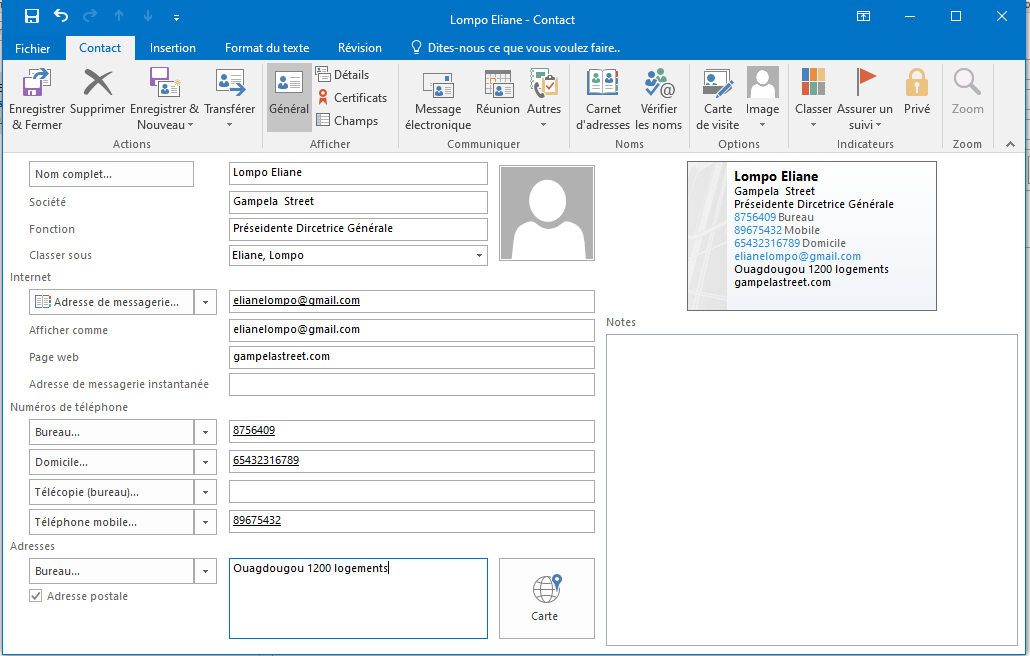 Lompo Eliane - Contact
Fichier Contact Insertion Format du texte Révision Dites-nous ce que vous voulez faire..
Enregistrer & Fermer
Supprimer
Enregistrer & Nouveau
Transférer
Actions
Général
Détails
Certificats
Champs
Afficher
Message électronique
Réunion
Autres
Communiquer
Carnet d'adresses
Vérifier les noms
Noms
Carte de visite
Image
Options
Classer
Assurer un suivi
Privé
Indicateurs
Zoom
Zoom
Nom complet... Lompo Eliane
Société Gampela Street
Fonction Préseidente Dircetrice Générale
Classer sous Eliane, Lompo
Internet
Adresse de messagerie... elianelompo@gmail.com
Afficher comme elianelompo@gmail.com
Page web gampelastreet.com
Adresse de messagerie instantanée
Numéros de téléphone
Bureau... 8756409
Domicile... 65432316789
Télécopie (bureau)...
Téléphone mobile... 89675432
Adresses
Bureau... Ouagdougou 1200 logements
Adresse postale
Carte
Lompo Eliane
Gampela Street
Préseidente Dircetrice Générale
8756409 Bureau
89675432 Mobile
65432316789 Domicile
elianelompo@gmail.com
Ouagdougou 1200 logements
gampelastreet.com
Notes